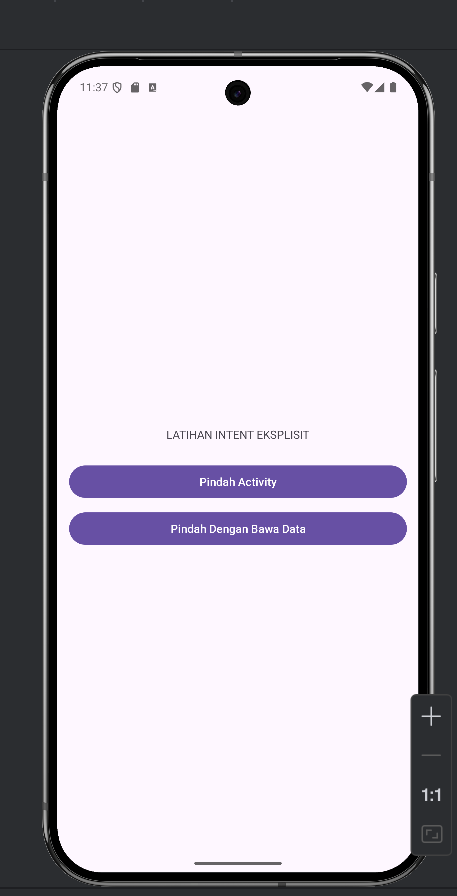 11:37
LATIHAN INTENT EKSPLISIT
Pindah Activity
Pindah Dengan Bawa Data
1:1